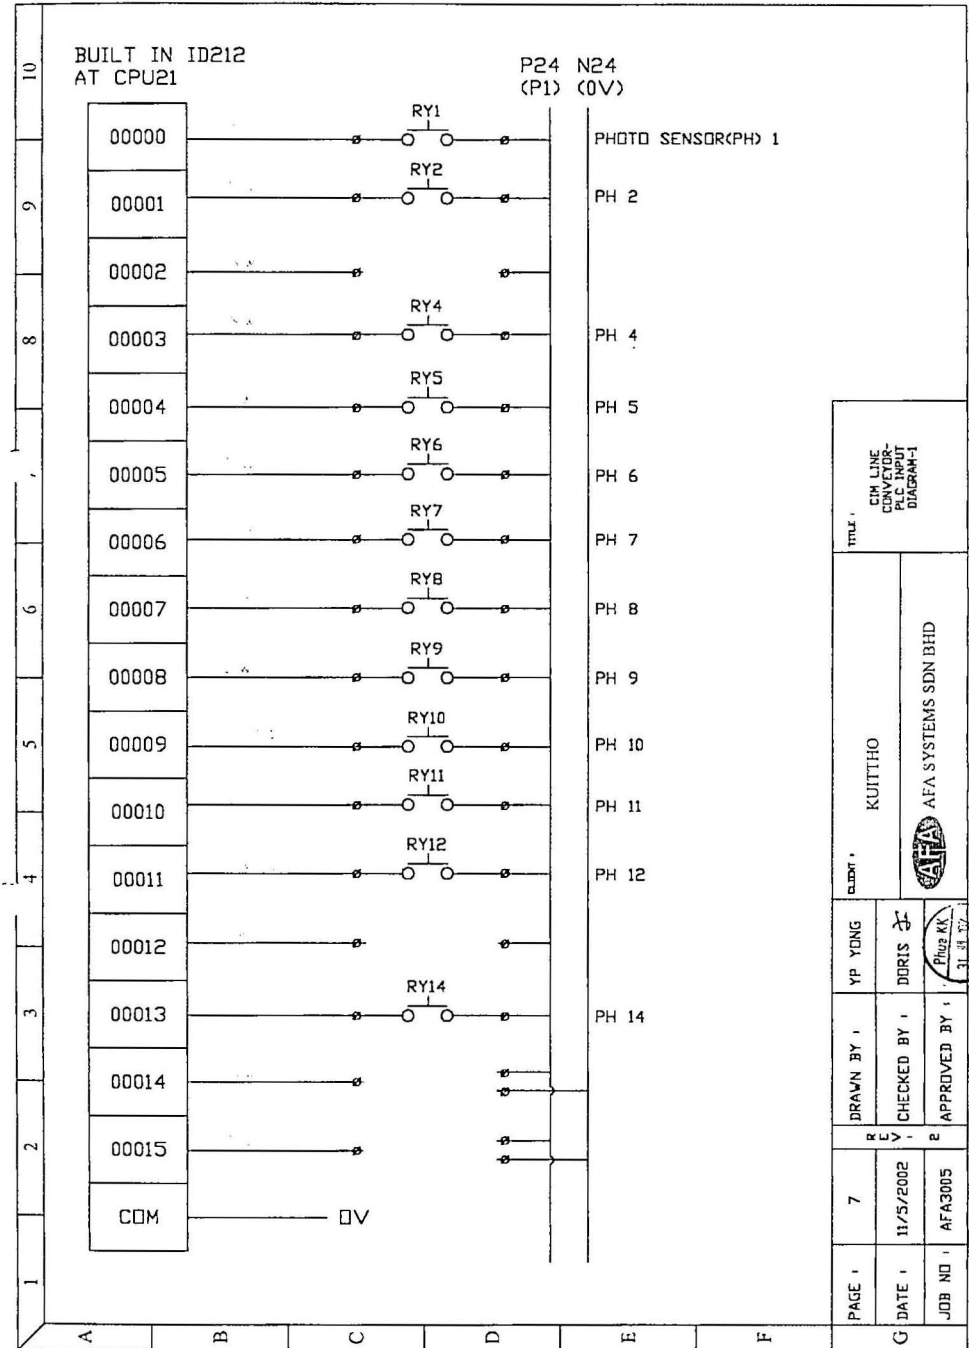 BUILT IN ID212
AT CPU21
P24 N24
(P1) (0V)
00000
RY1
PHOTO SENSOR(PH) 1
00001
RY2
PH 2
00002
00003
RY4
PH 4
00004
RY5
PH 5
00005
RY6
PH 6
00006
RY7
PH 7
00007
RY8
PH 8
00008
RY9
PH 9
00009
RY10
PH 10
00010
RY11
PH 11
00011
RY12
PH 12
00012
00013
RY14
PH 14
00014
00015
COM
0V
10
9
8
6
5
4
3
2
1
A
B
C
D
E
F
G
TITLE :
CIM LINE
CONVEYOR-
PLC INPUT
DIAGRAM-1
CLIENT :
KUITTHO
AFA
AFA SYSTEMS SDN BHD
DRAWN BY :
YP YONG
CHECKED BY :
DORIS
APPROVED BY :
Phua KK
REV: 2
PAGE :
7
DATE :
11/5/2002
JOB NO :
AFA3005